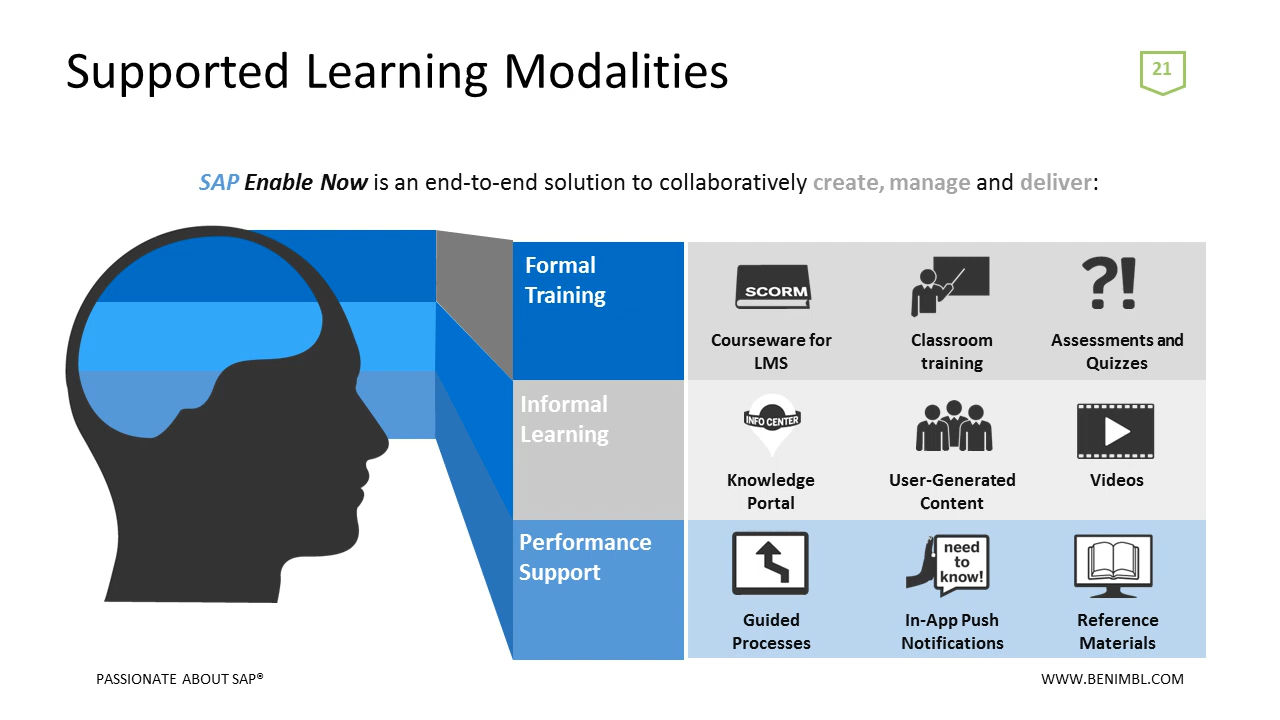 Supported Learning Modalities
21
SAP Enable Now is an end-to-end solution to collaboratively create, manage and deliver:
Formal
Training
SCORM
Courseware for
LMS
Classroom
training
?!
Assessments and
Quizzes
Informal
Learning
INFO CENTER
Knowledge
Portal
User-Generated
Content
Videos
Performance
Support
Guided
Processes
need
to
know!
In-App Push
Notifications
Reference
Materials
PASSIONATE ABOUT SAP®
WWW.BENIMBL.COM